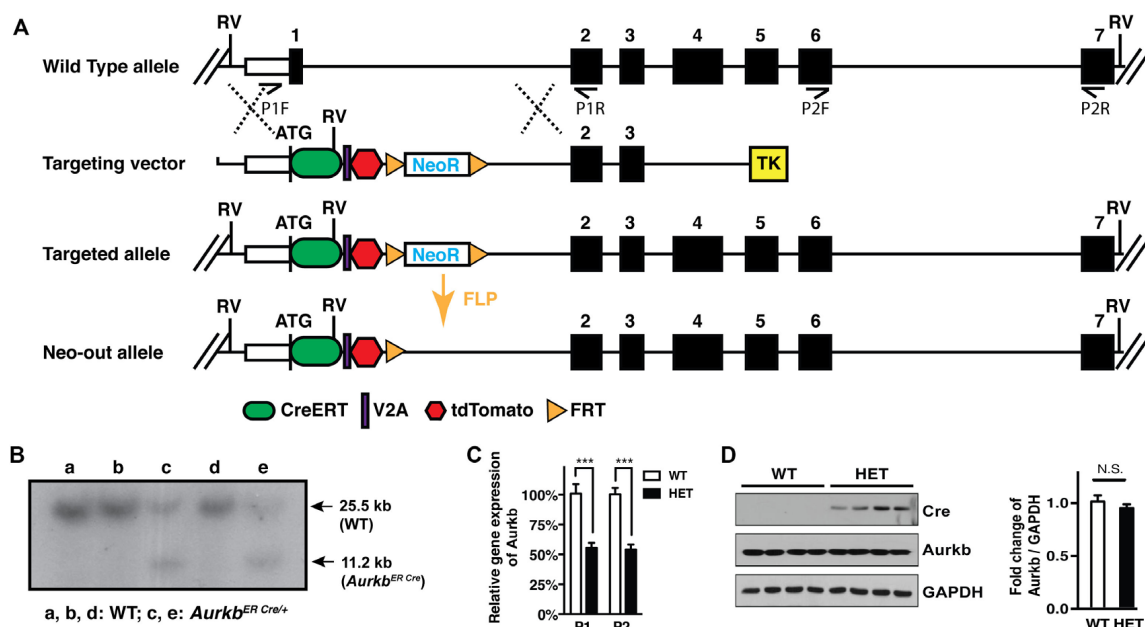 A
RV
1
2
3
4
5
6
7
RV
Wild Type allele
P1F
P1R
P2F
P2R
ATG
RV
2
3
Targeting vector
NeoR
TK
RV
ATG
RV
2
3
4
5
6
7
RV
Targeted allele
NeoR
FLP
RV
ATG
RV
2
3
4
5
6
7
RV
Neo-out allele
CreERT
V2A
tdTomato
FRT
B
a b c d e
25.5 kb
(WT)
11.2 kb
(Aurkb^ER Cre)
a, b, d: WT; c, e: Aurkb^ER Cre/+
C
Relative gene expression
of Aurkb
100%
75%
50%
25%
0%
***
***
WT
HET
P1
P2
D
WT
HET
Cre
Aurkb
GAPDH
Fold change of
Aurkb / GAPDH
1.0
0.5
0.0
N.S.
WT HET